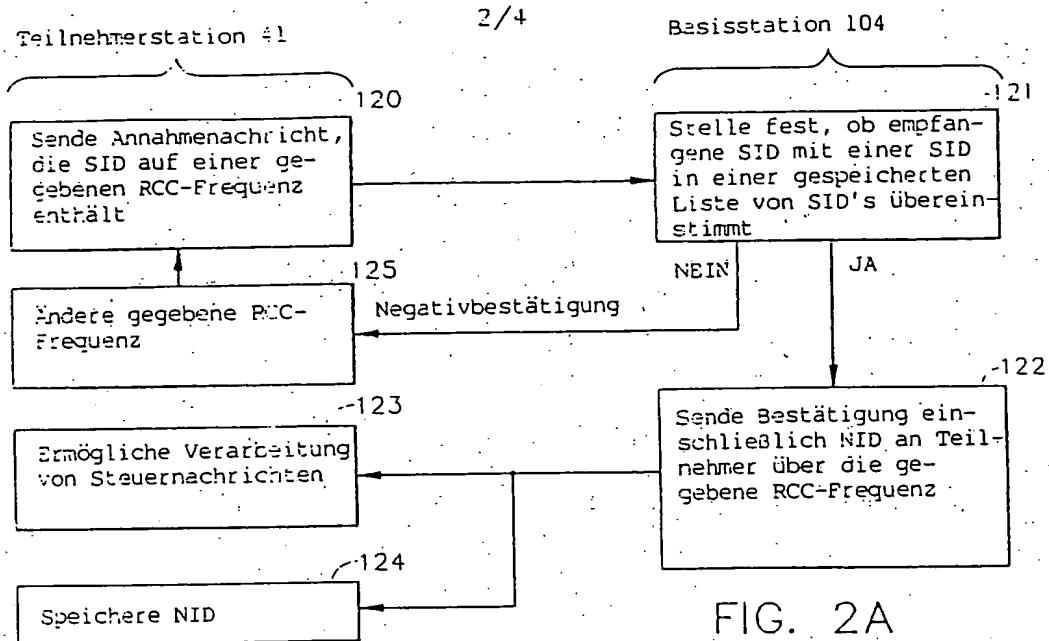 2/4
Teilnehmerstation 41
Basisstation 104
120
Sende Annahmenachricht,
die SID auf einer ge-
gebenen RCC-Frequenz
enthält
121
Stelle fest, ob empfan-
gene SID mit einer SID
in einer gespeicherten
Liste von SID's überein-
stimmt
NEIN
JA
125
Ändere gegebene RCC-
Frequenz
Negativbestätigung
122
Sende Bestätigung ein-
schließlich NID an Teil-
nehmer über die ge-
gebene RCC-Frequenz
123
Ermögliche Verarbeitung
von Steuernachrichten
124
Speichere NID
FIG. 2A